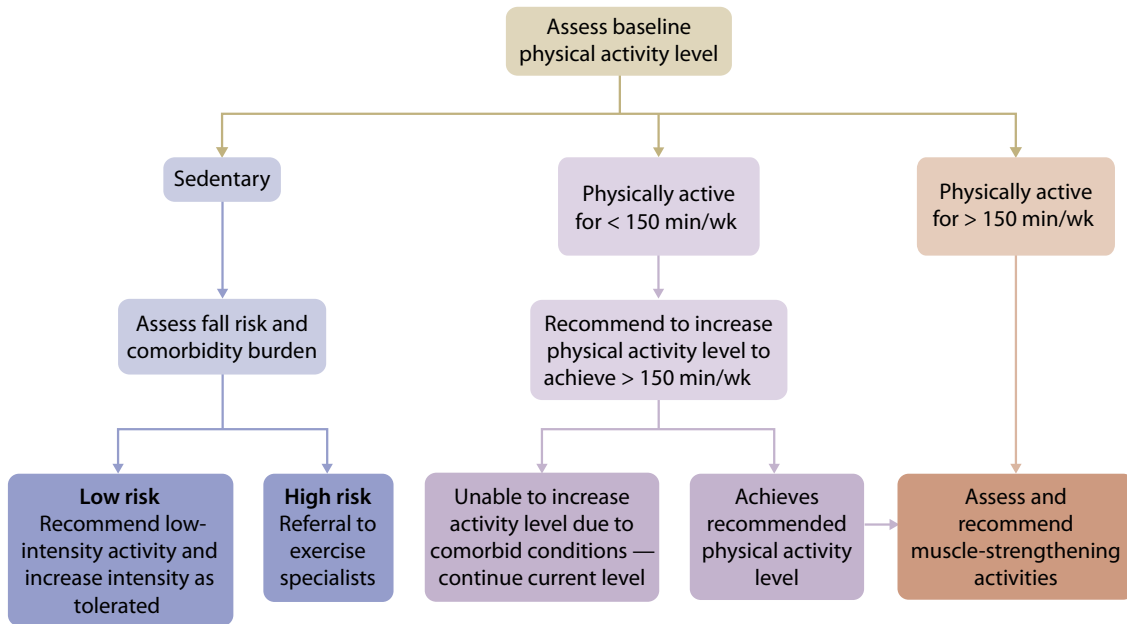 Assess baseline
physical activity level
Sedentary
Physically active
for < 150 min/wk
Physically active
for > 150 min/wk
Assess fall risk and
comorbidity burden
Recommend to increase
physical activity level to
achieve > 150 min/wk
Low risk
Recommend low-
intensity activity and
increase intensity as
tolerated
High risk
Referral to
exercise
specialists
Unable to increase
activity level due to
comorbid conditions —
continue current level
Achieves
recommended
physical activity
level
Assess and
recommend
muscle-strengthening
activities